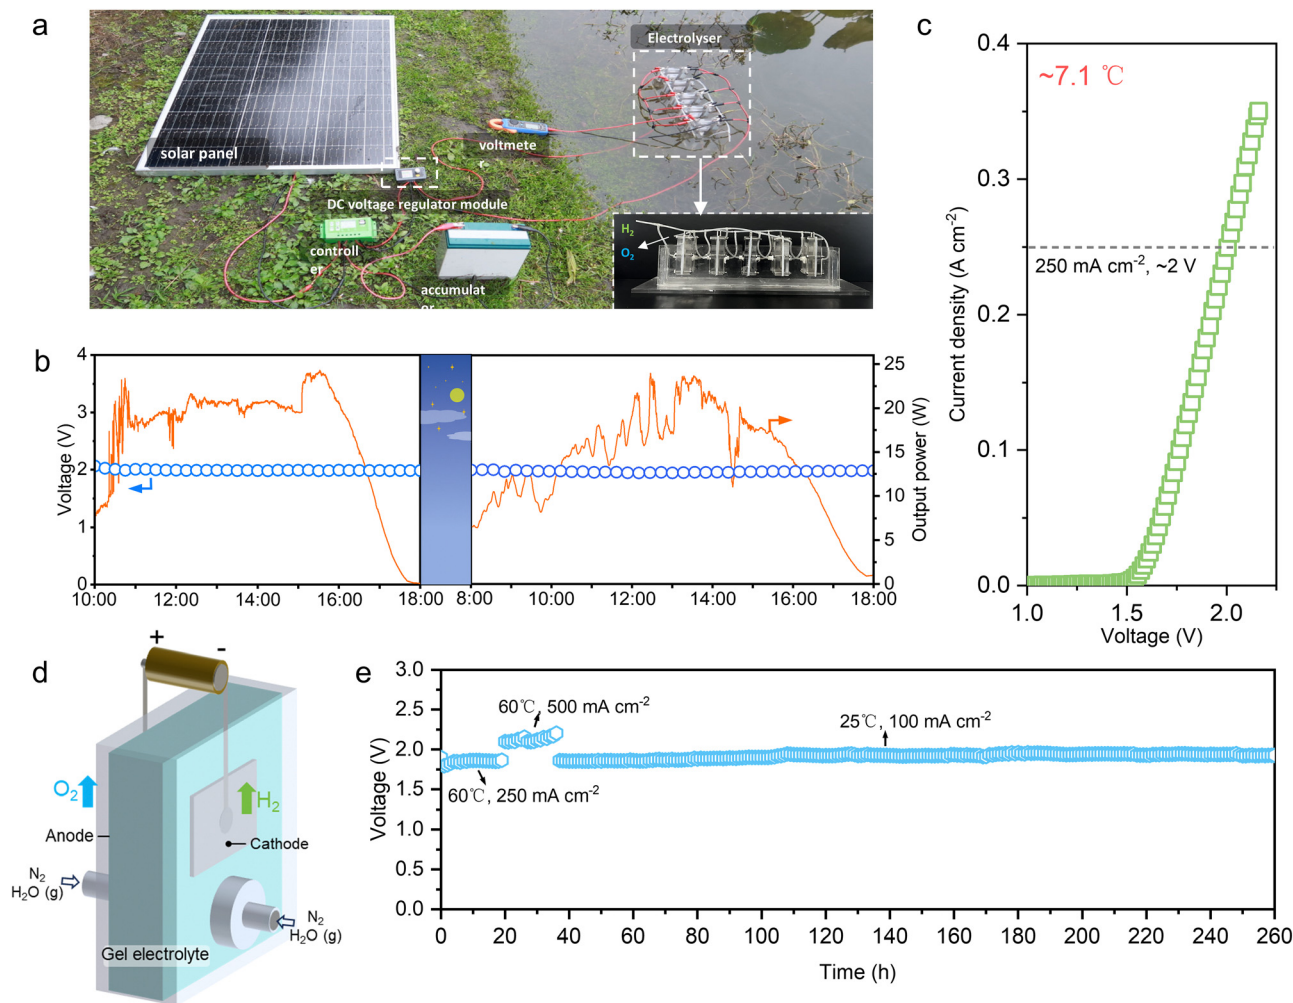 a
solar panel
DC voltage regulator module
controll
er
accumulat
or
voltmete
r
Electrolyser
H2
O2
b
Voltage (V)
4
3
2
1
0
10:00
12:00
14:00
16:00
18:00
8:00
10:00
12:00
14:00
16:00
18:00
25
20
15
10
5
0
Output power (W)
c
~7.1 ℃
250 mA cm-2, ~2 V
Current density (A cm-2)
0.4
0.3
0.2
0.1
0.0
1.0
1.5
2.0
Voltage (V)
d
+
-
O2
H2
Anode
Cathode
N2
H2O (g)
N2
H2O (g)
Gel electrolyte
e
Voltage (V)
3.0
2.5
2.0
1.5
1.0
0.5
0.0
60℃, 500 mA cm-2
25℃, 100 mA cm-2
60℃, 250 mA cm-2
0
20
40
60
80
100
120
140
160
180
200
220
240
260
Time (h)